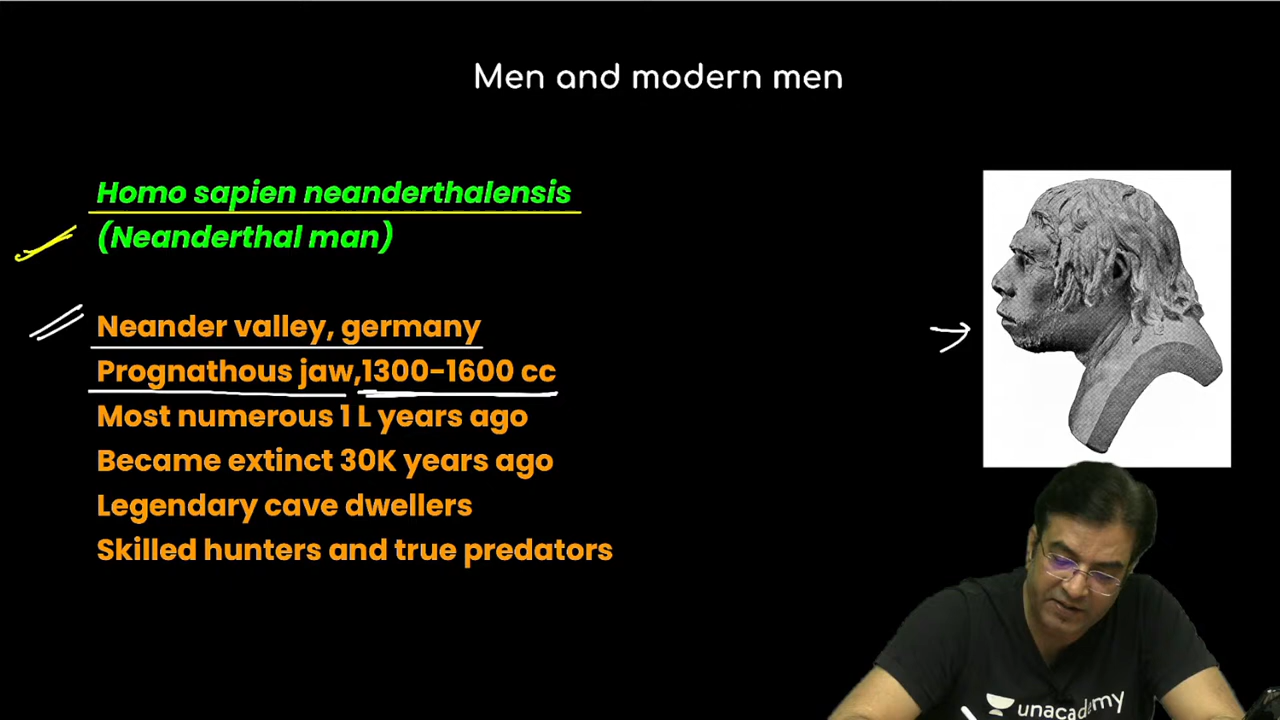 Men and modern men
Homo sapien neanderthalensis
(Neanderthal man)
Neander valley, germany
Prognathous jaw,1300-1600 cc
Most numerous 1 L years ago
Became extinct 30K years ago
Legendary cave dwellers
Skilled hunters and true predators
unacademy